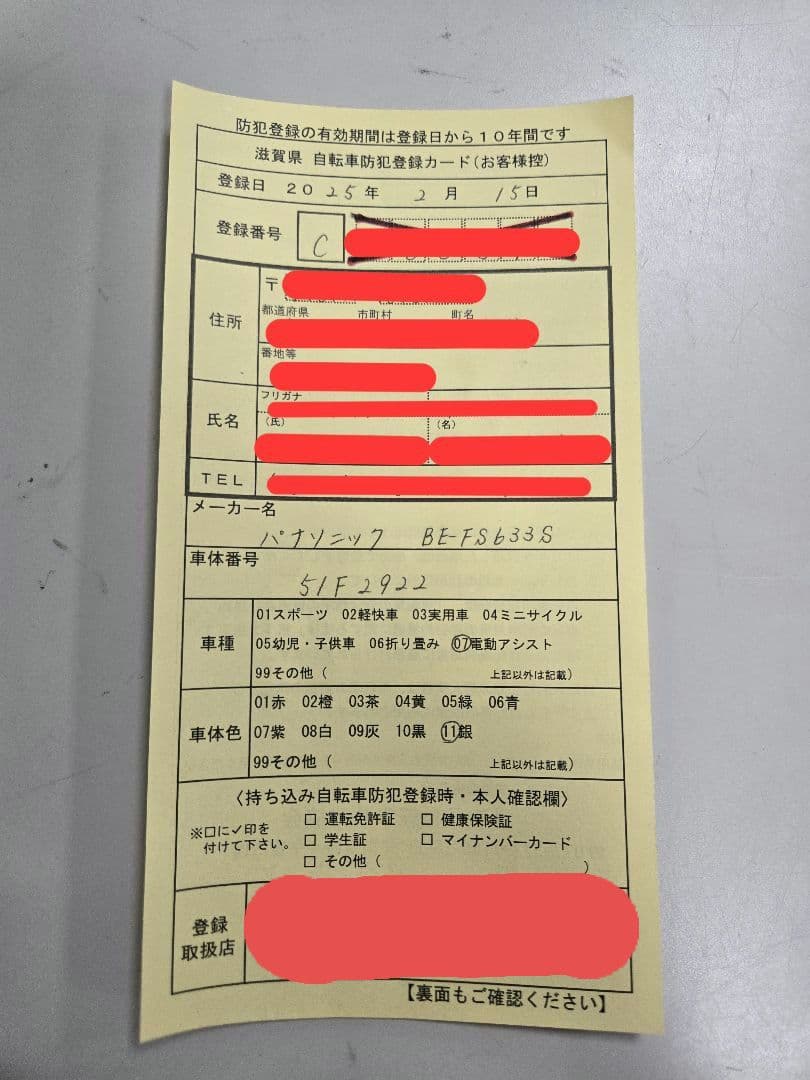 防犯登録の有効期間は登録日から10年間です
滋賀県 自転車防犯登録カード(お客様控)
登録日 2025年 2月 15日
登録番号 C
住所 〒
都道府県 市町村 町名
番地等
氏名 フリガナ
(氏) (名)
TEL
メーカー名
パナソニック BE-FS633S
車体番号
51F2922
車種 01スポーツ 02軽快車 03実用車 04ミニサイクル
05幼児・子供車 06折り畳み 07電動アシスト
99その他( 上記以外は記載)
車体色 01赤 02橙 03茶 04黄 05緑 06青
07紫 08白 09灰 10黒 11銀
99その他( 上記以外は記載)
〈持ち込み自転車防犯登録時・本人確認欄〉
※□に✓印を付けて下さい。
□ 運転免許証 □ 健康保険証
□ 学生証 □ マイナンバーカード
□ その他( )
登録取扱店
【裏面もご確認ください】